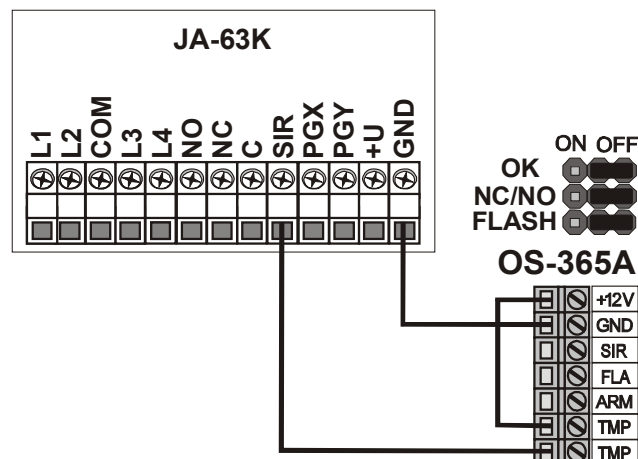 JA-63K
L1 L2 COM L3 L4 NO NC C SIR PGX PGY +U GND
ON OFF
OK
NC/NO
FLASH
OS-365A
+12V
GND
SIR
FLA
ARM
TMP
TMP